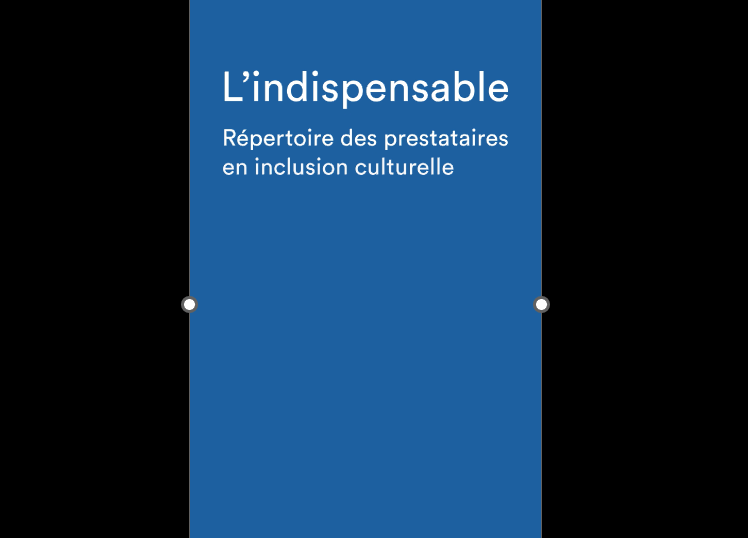 L’indispensable
Répertoire des prestataires
en inclusion culturelle